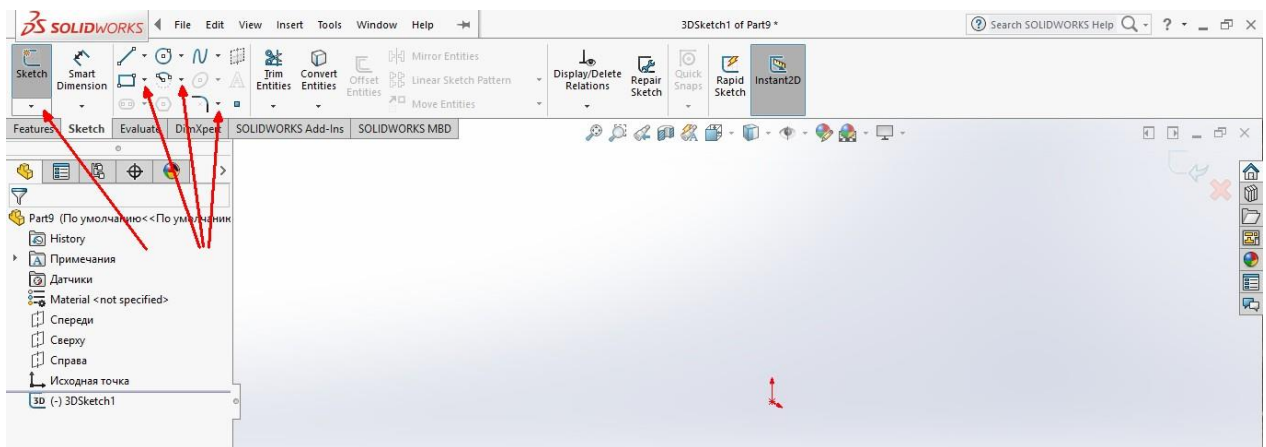 SOLIDWORKS File Edit View Insert Tools Window Help 3DSketch1 of Part9 * Search SOLIDWORKS Help ?
Sketch Smart Dimension Trim Entities Convert Entities Offset Entities Mirror Entities Display/Delete Relations Repair Sketch Quick Snaps Rapid Sketch Instant2D
Linear Sketch Pattern
Move Entities
Features Sketch Evaluate DimXpert SOLIDWORKS Add-Ins SOLIDWORKS MBD
Part9 (По умолчанию<<По умолчаник
History
Примечания
Датчики
Material <not specified>
Спереди
Сверху
Справа
Исходная точка
3D (-) 3DSketch1